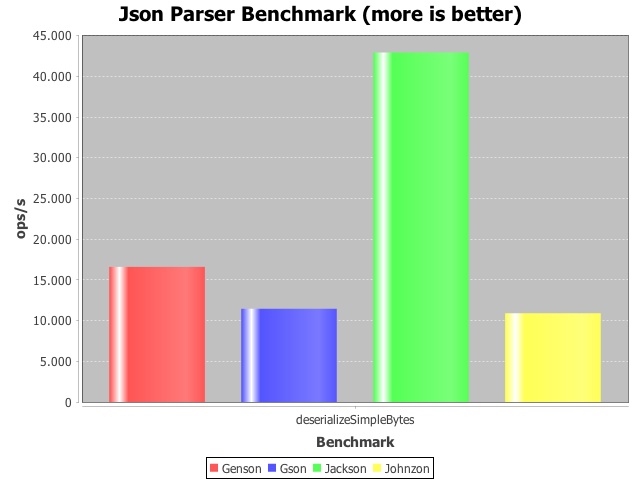 Json Parser Benchmark (more is better)
45.000
40.000
35.000
30.000
25.000
20.000
15.000
10.000
5.000
0
ops/s
deserializeSimpleBytes
Benchmark
Genson Gson Jackson Johnzon